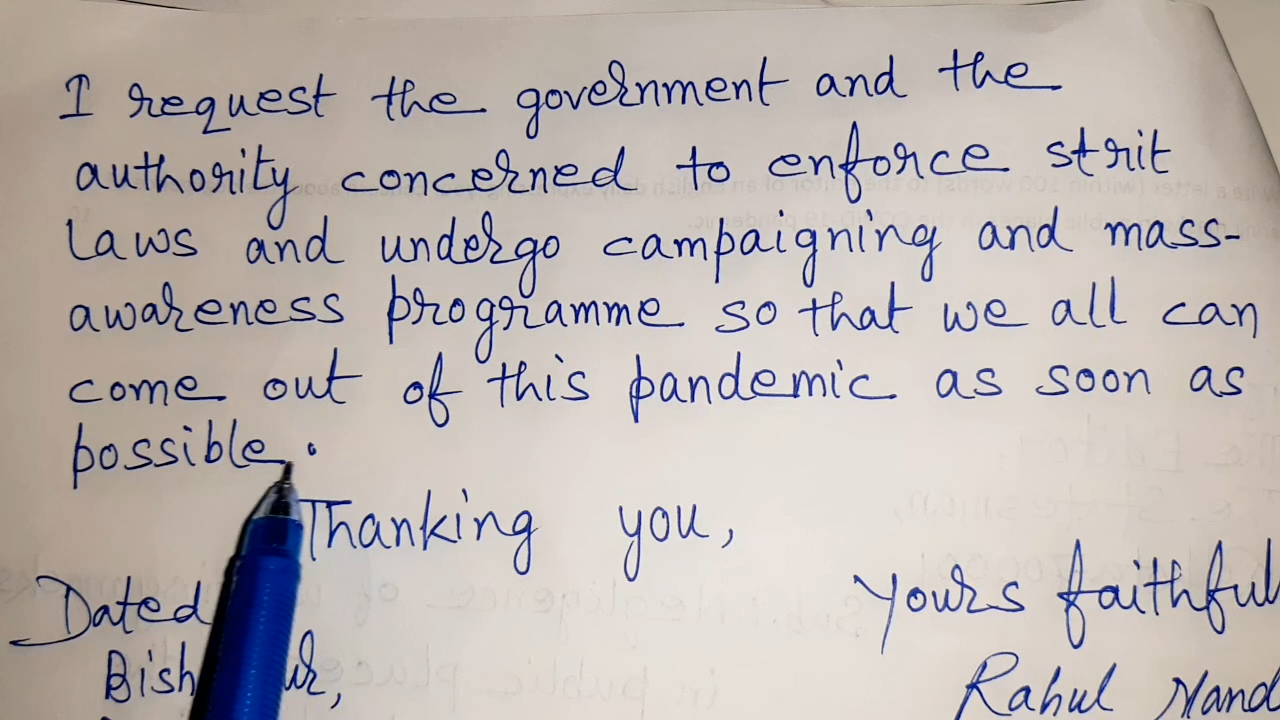 I request the government and the
authority concerned to enforce strit
laws and undergo campaigning and mass-
awareness programme so that we all can
come out of this pandemic as soon as
possible.
Thanking you,
Dated
Yours faithful
Rahul Nand